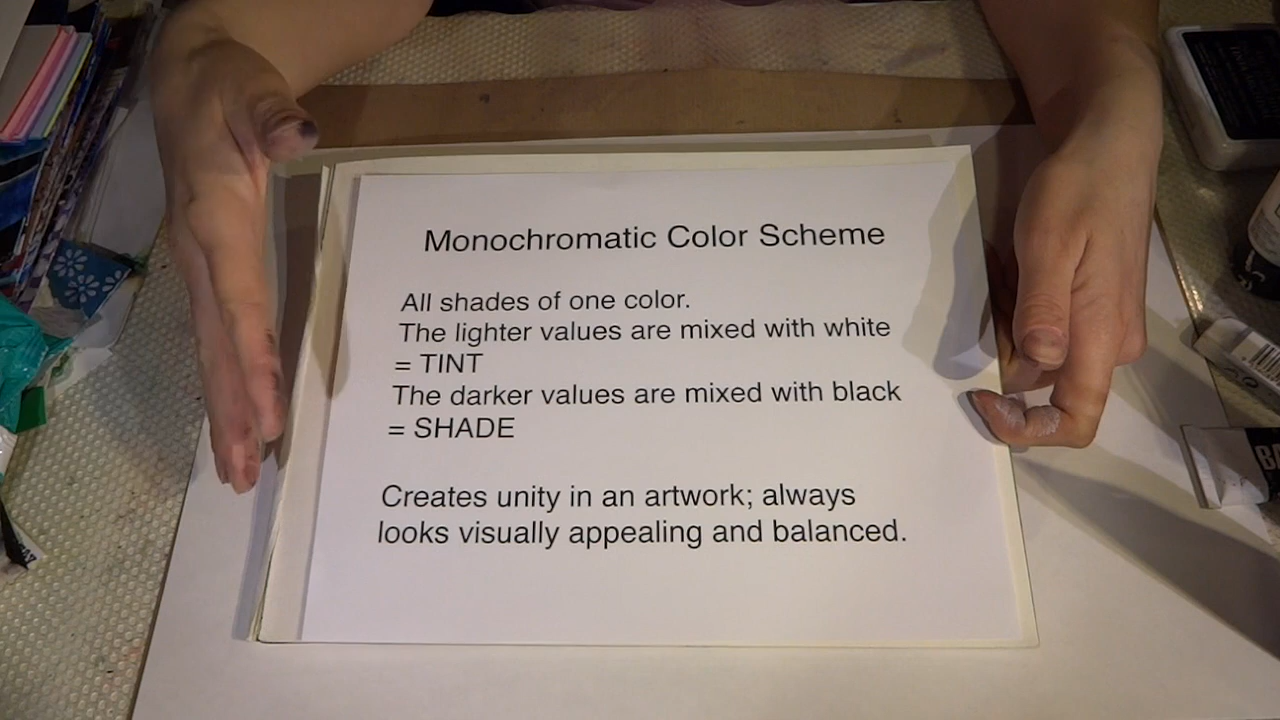 Monochromatic Color Scheme
All shades of one color.
The lighter values are mixed with white
= TINT
The darker values are mixed with black
= SHADE
Creates unity in an artwork; always
looks visually appealing and balanced.